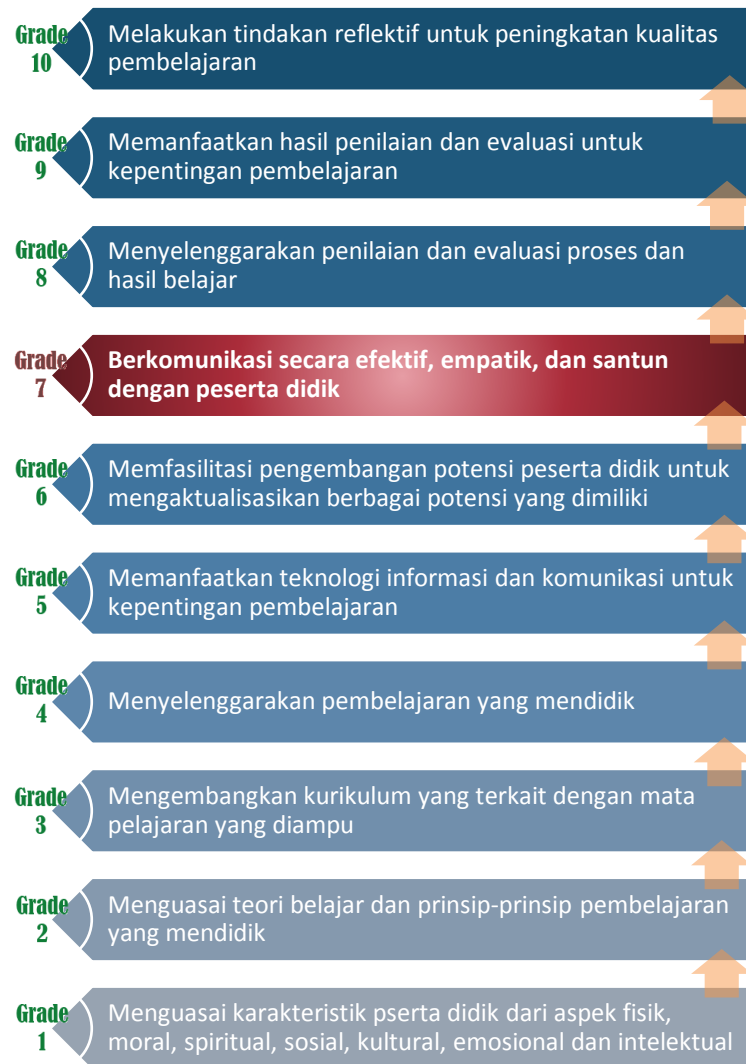 Grade
10
Melakukan tindakan reflektif untuk peningkatan kualitas
pembelajaran
Grade
9
Memanfaatkan hasil penilaian dan evaluasi untuk
kepentingan pembelajaran
Grade
8
Menyelenggarakan penilaian dan evaluasi proses dan
hasil belajar
Grade
7
Berkomunikasi secara efektif, empatik, dan santun
dengan peserta didik
Grade
6
Memfasilitasi pengembangan potensi peserta didik untuk
mengaktualisasikan berbagai potensi yang dimiliki
Grade
5
Memanfaatkan teknologi informasi dan komunikasi untuk
kepentingan pembelajaran
Grade
4
Menyelenggarakan pembelajaran yang mendidik
Grade
3
Mengembangkan kurikulum yang terkait dengan mata
pelajaran yang diampu
Grade
2
Menguasai teori belajar dan prinsip-prinsip pembelajaran
yang mendidik
Grade
1
Menguasai karakteristik pserta didik dari aspek fisik,
moral, spiritual, sosial, kultural, emosional dan intelektual